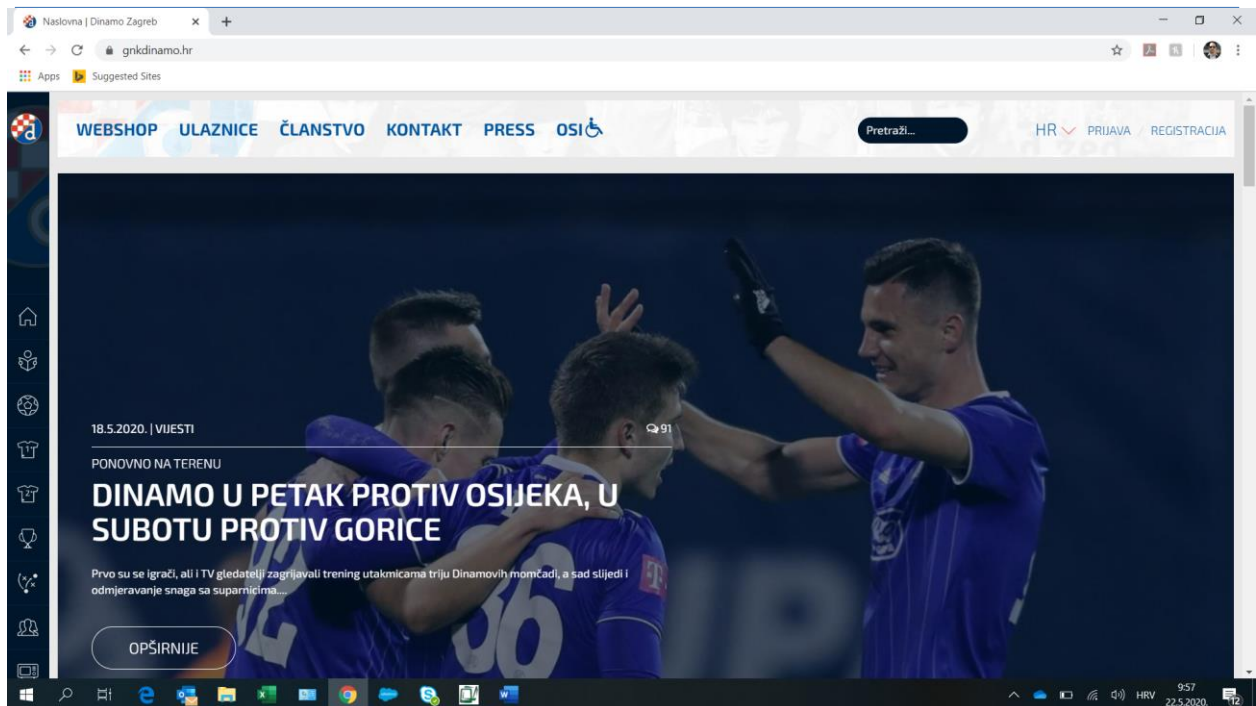 Naslovna | Dinamo Zagreb
gnkdinamo.hr
Apps Suggested Sites
WEBSHOP ULAZNICE ČLANSTVO KONTAKT PRESS OSI
Pretraži...
HR PRIJAVA / REGISTRACIJA
18.5.2020. | VIJESTI 91
PONOVNO NA TERENU
DINAMO U PETAK PROTIV OSIJEKA, U
SUBOTU PROTIV GORICE
Prvo su se igrači, ali i TV gledatelji zagrijavali trening utakmicama triju Dinamovih momčadi, a sad slijedi i
odmjeravanje snaga sa suparnicima....
OPŠIRNIJE
HRV
9:57
22.5.2020.
12